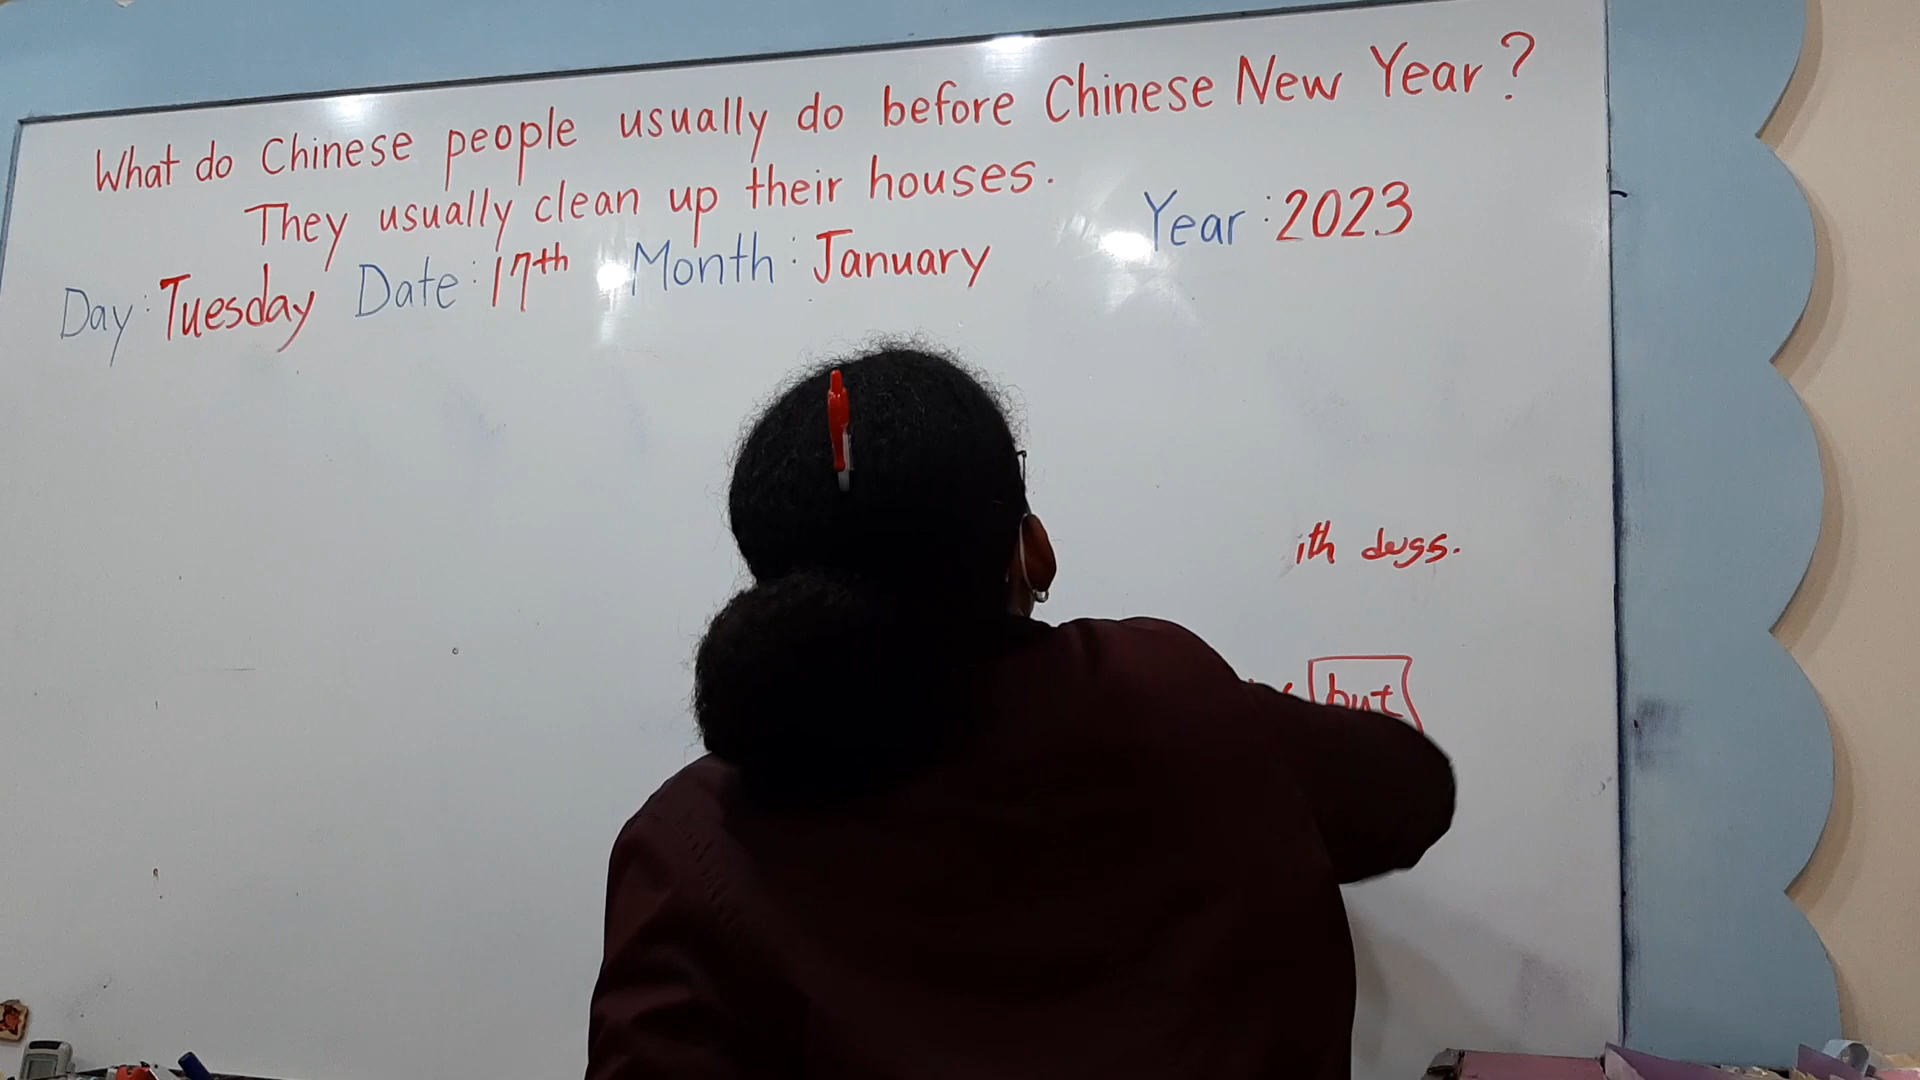 What do Chinese people usually do before Chinese New Year?
They usually clean up their houses.
Day: Tuesday Date: 17th Month: January Year: 2023
ith
but